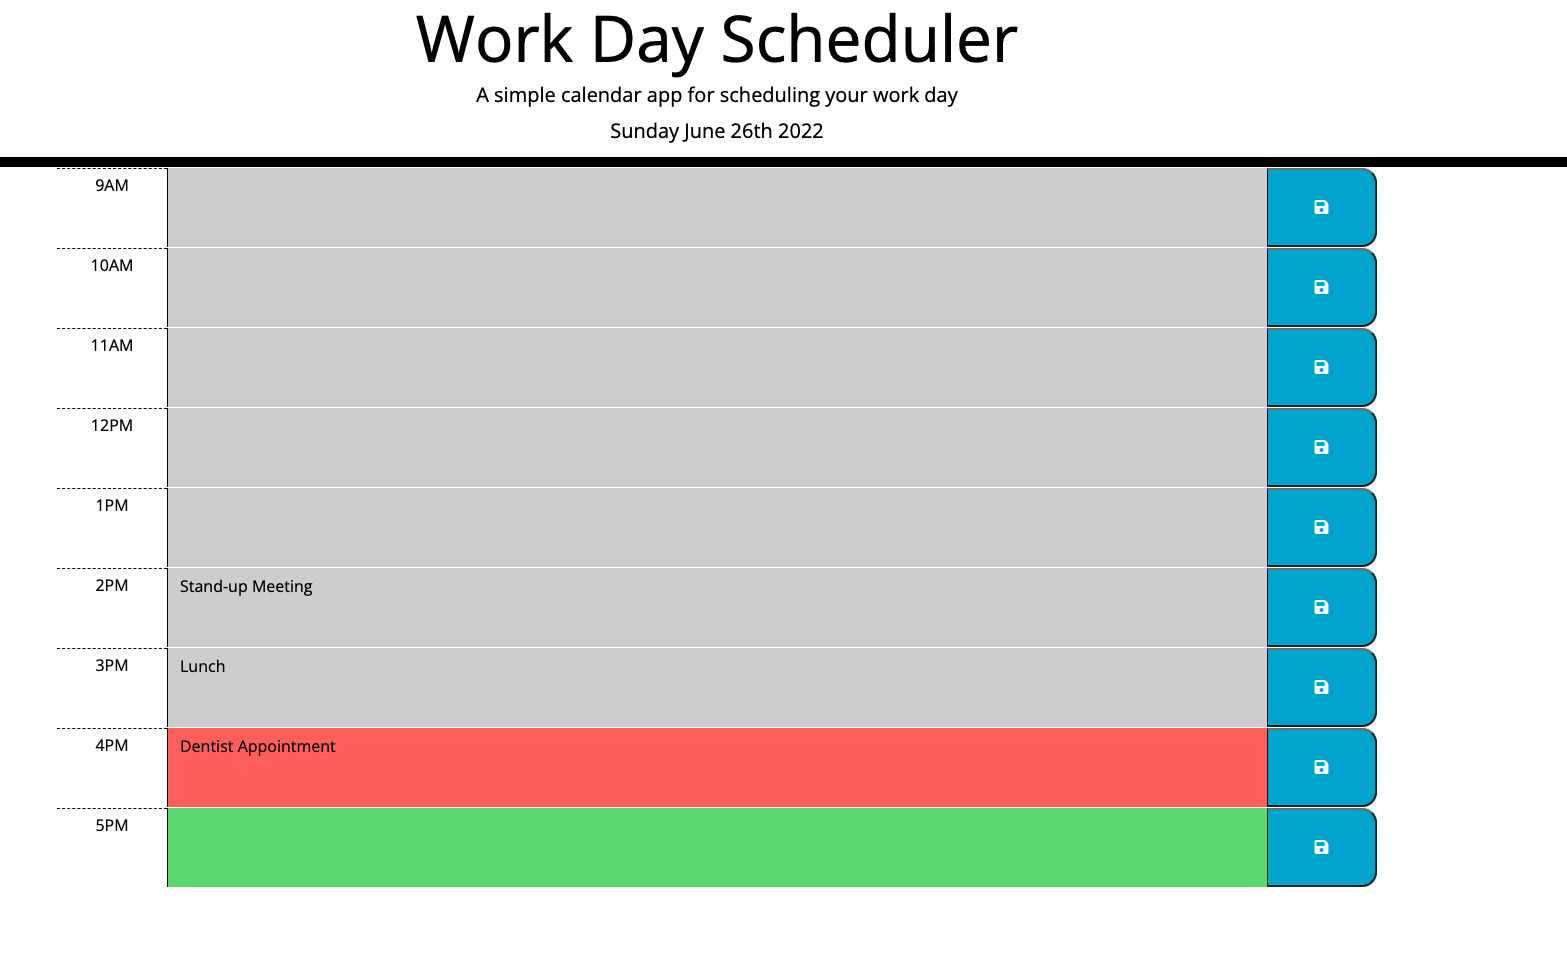 Work Day Scheduler
A simple calendar app for scheduling your work day
Sunday June 26th 2022
9AM
10AM
11AM
12PM
1PM
2PM Stand-up Meeting
3PM Lunch
4PM Dentist Appointment
5PM